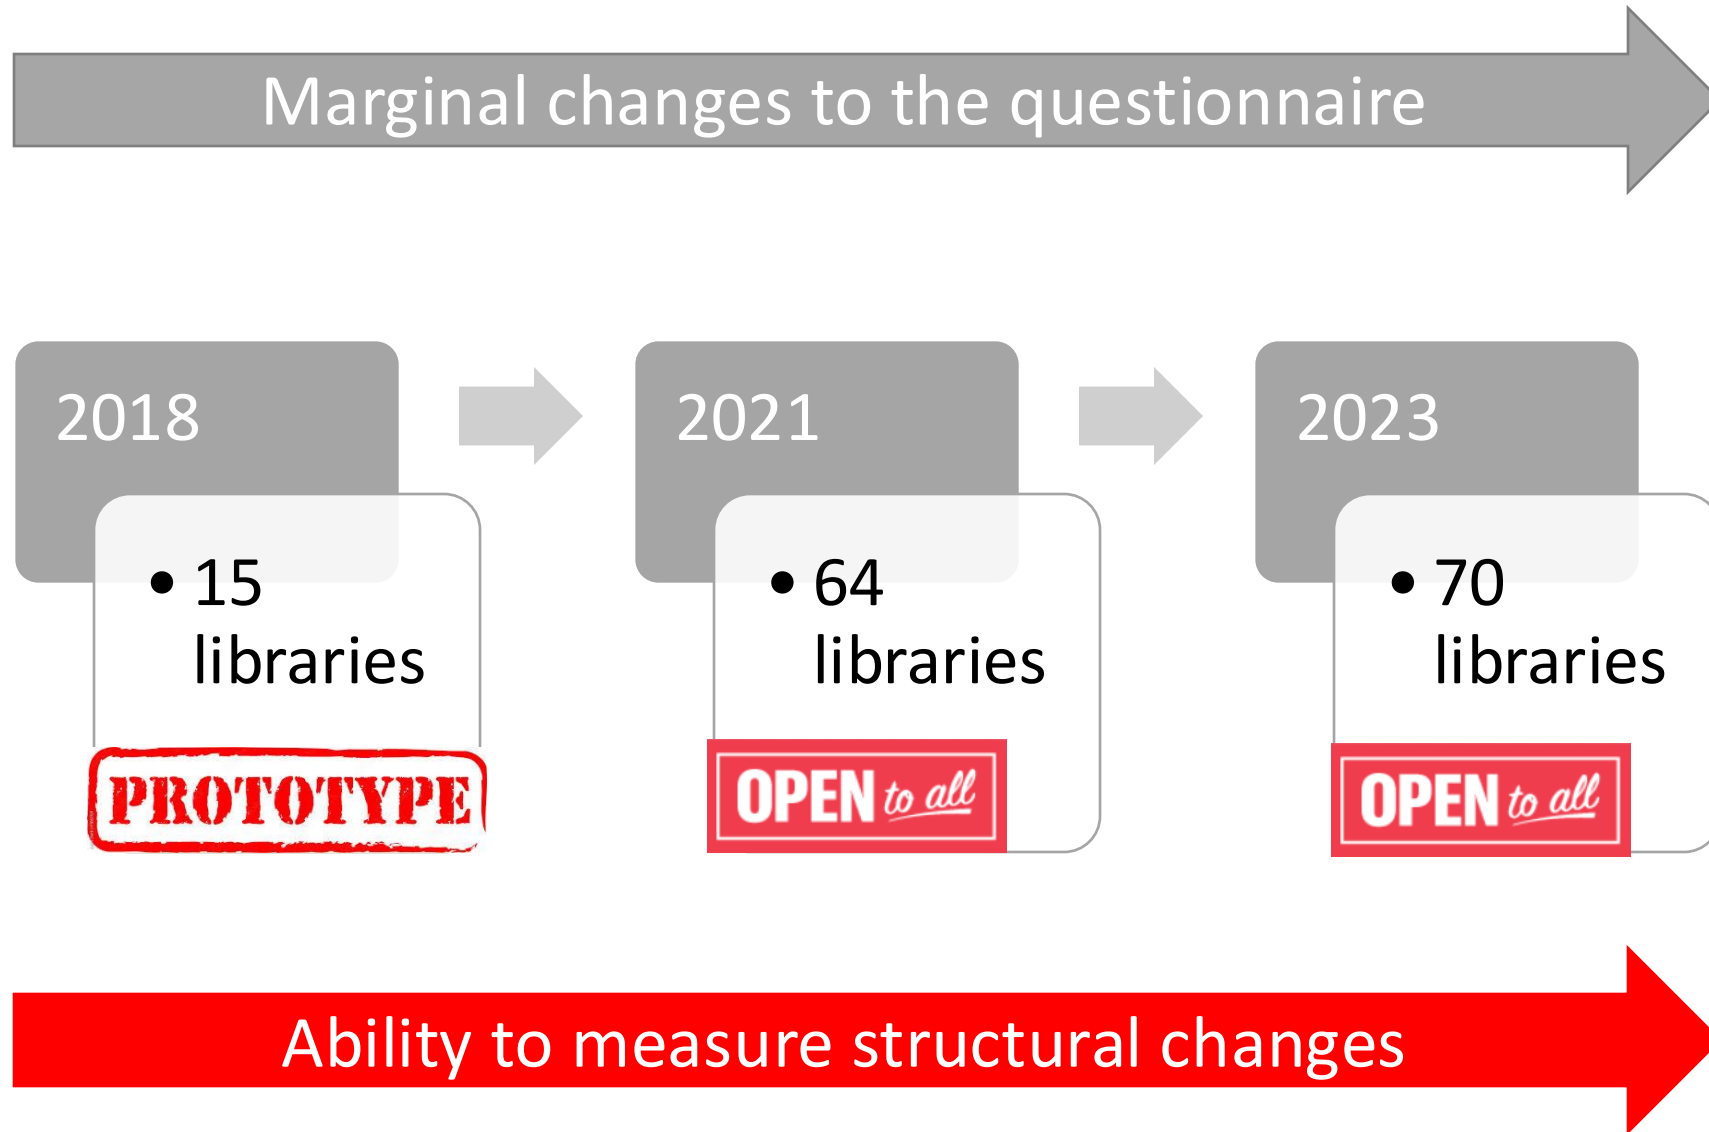 Marginal changes to the questionnaire
2018
• 15
libraries
PROTOTYPE
2021
• 64
libraries
OPEN to all
2023
• 70
libraries
OPEN to all
Ability to measure structural changes